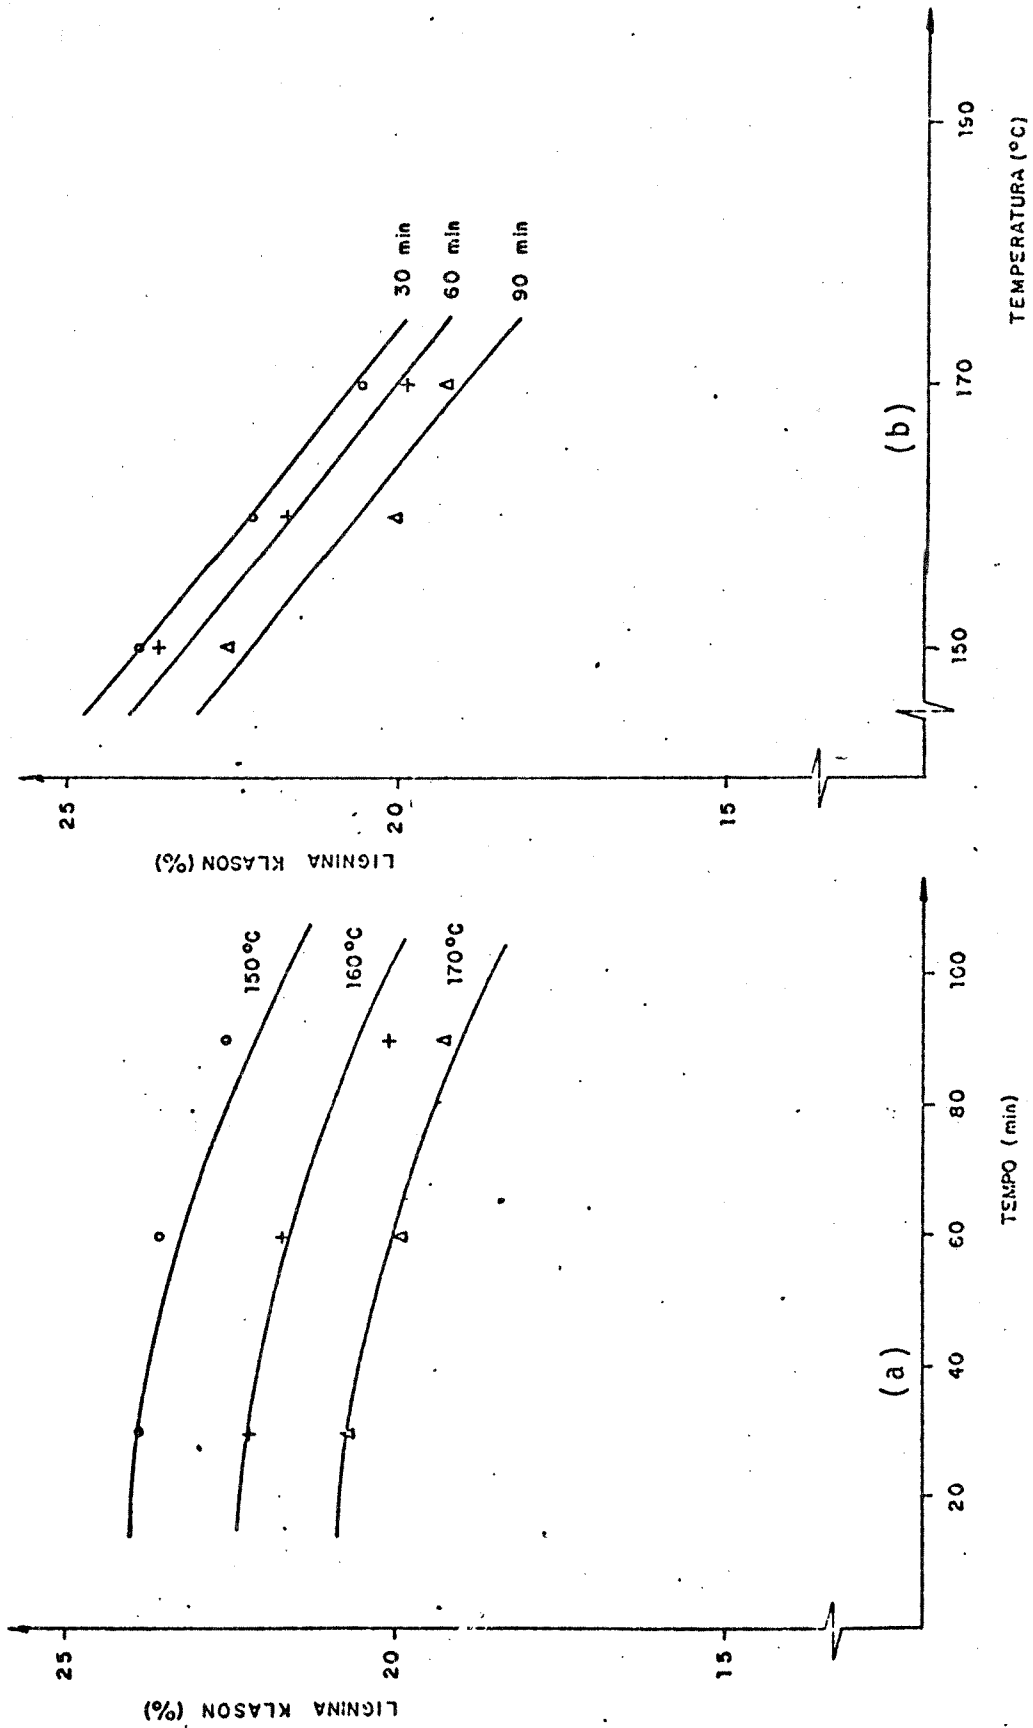 LIGNINA KLASON (%)
25
20
15
150°C
160°C
170°C
20
40
60
80
100
TEMPO (min)
(a)
LIGNINA KLASON (%)
25
20
15
30 min
60 min
90 min
150
170
190
TEMPERATURA (°C)
(b)